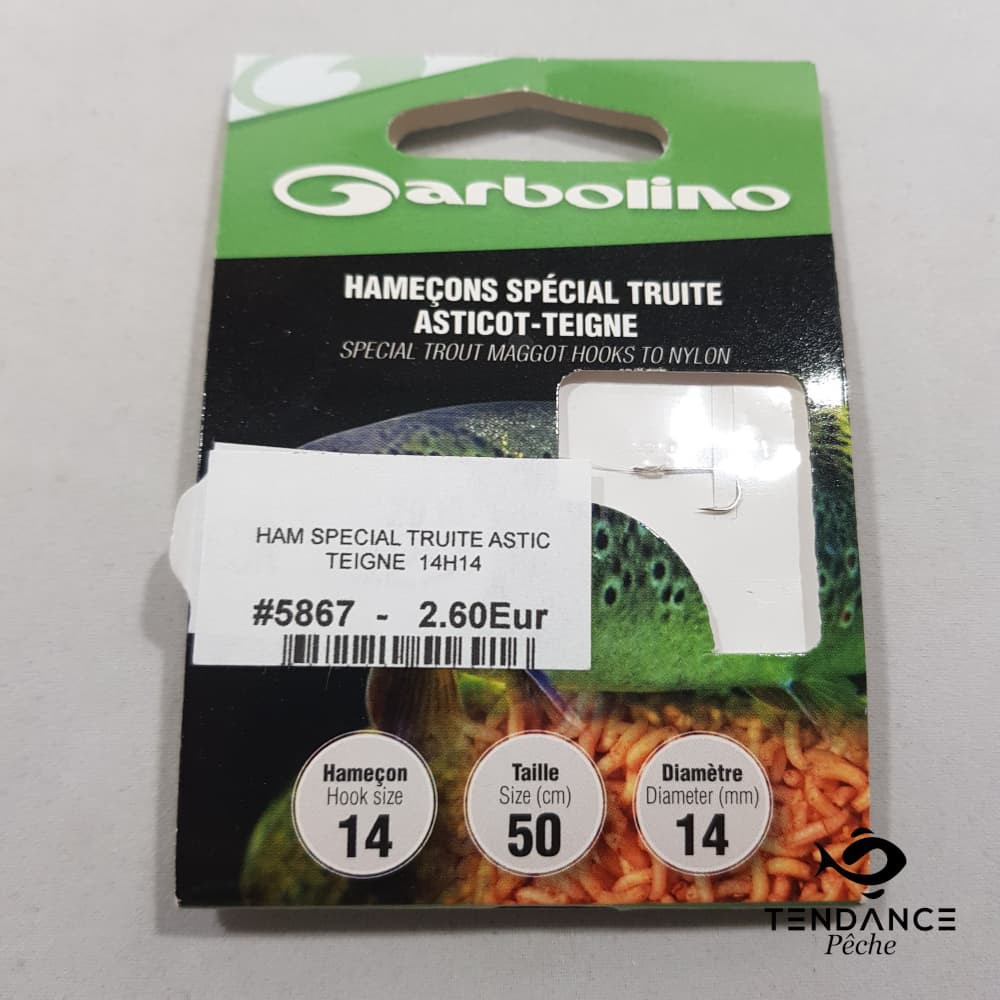 Garbolino
HAMEÇONS SPÉCIAL TRUITE
ASTICOT-TEIGNE
SPECIAL TROUT MAGGOT HOOKS TO NYLON
HAM SPECIAL TRUITE ASTIC
TEIGNE 14H14
#5867 - 2.60Eur
Hameçon
Hook size
14
Taille
Size (cm)
50
Diamètre
Diameter (mm)
14
TENDANCE
Pêche